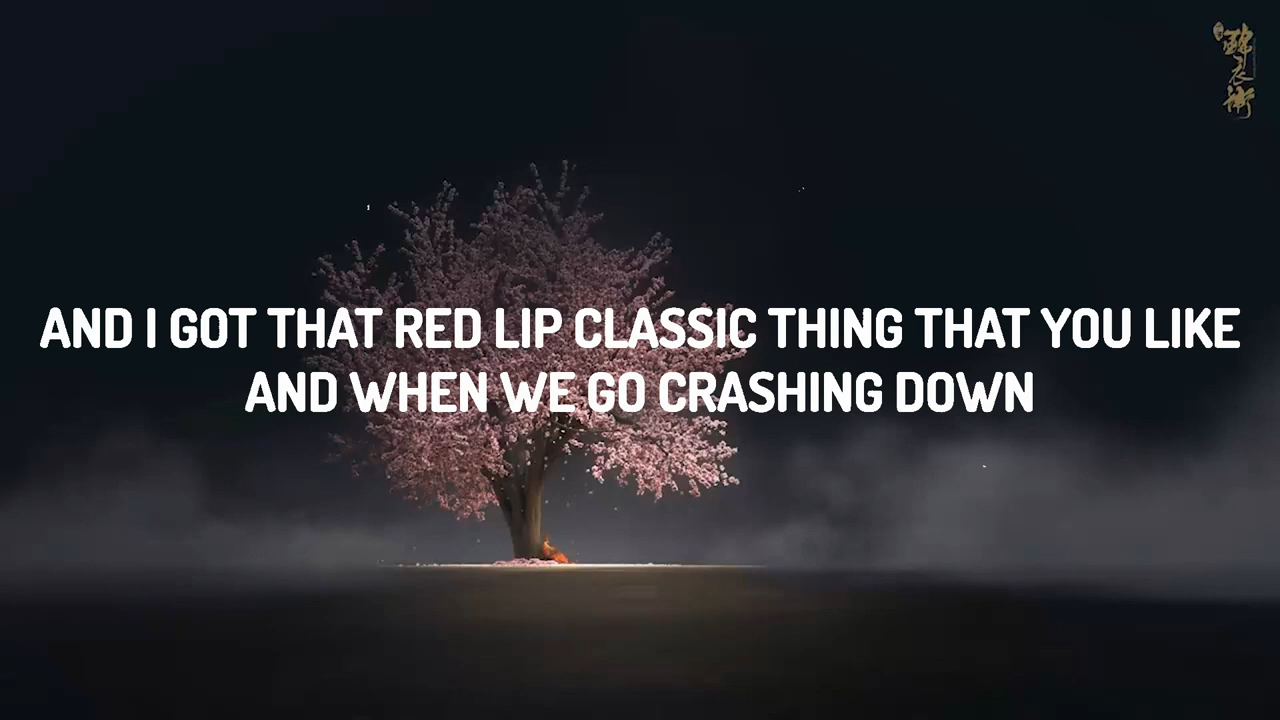 AND I GOT THAT RED LIP CLASSIC THING THAT YOU LIKE
AND WHEN WE GO CRASHING DOWN